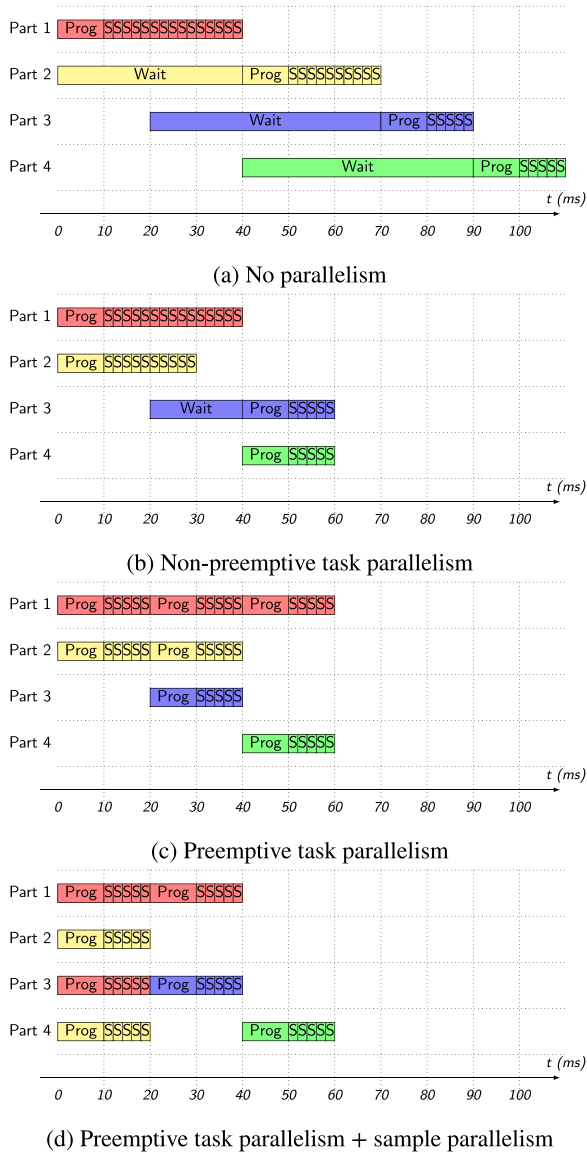 Part 1 Prog SSSSSSSSSSSSSSS
Part 2 Wait Prog SSSSSSSSSS
Part 3 Wait Prog SSSSS
Part 4 Wait Prog SSSSS
t (ms)
0 10 20 30 40 50 60 70 80 90 100
(a) No parallelism
Part 1 Prog SSSSSSSSSSSSSSS
Part 2 Prog SSSSSSSSSS
Part 3 Wait Prog SSSSS
Part 4 Prog SSSSS
t (ms)
0 10 20 30 40 50 60 70 80 90 100
(b) Non-preemptive task parallelism
Part 1 Prog SSSSS Prog SSSSS Prog SSSSS
Part 2 Prog SSSSS Prog SSSSS
Part 3 Prog SSSSS
Part 4 Prog SSSSS
t (ms)
0 10 20 30 40 50 60 70 80 90 100
(c) Preemptive task parallelism
Part 1 Prog SSSSS Prog SSSSS
Part 2 Prog SSSSS
Part 3 Prog SSSSS Prog SSSSS
Part 4 Prog SSSSS Prog SSSSS
t (ms)
0 10 20 30 40 50 60 70 80 90 100
(d) Preemptive task parallelism + sample parallelism